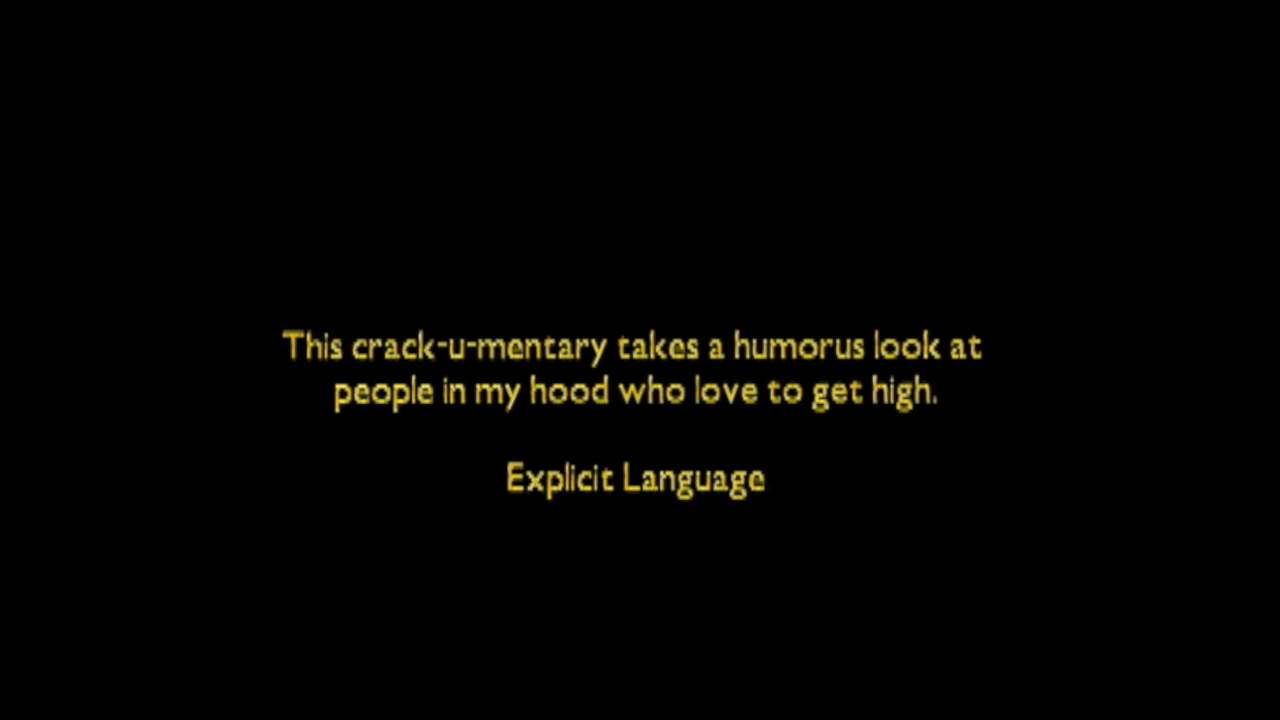 This crack-u-mentary takes a humorus look at
people in my hood who love to get high.
Explicit Language